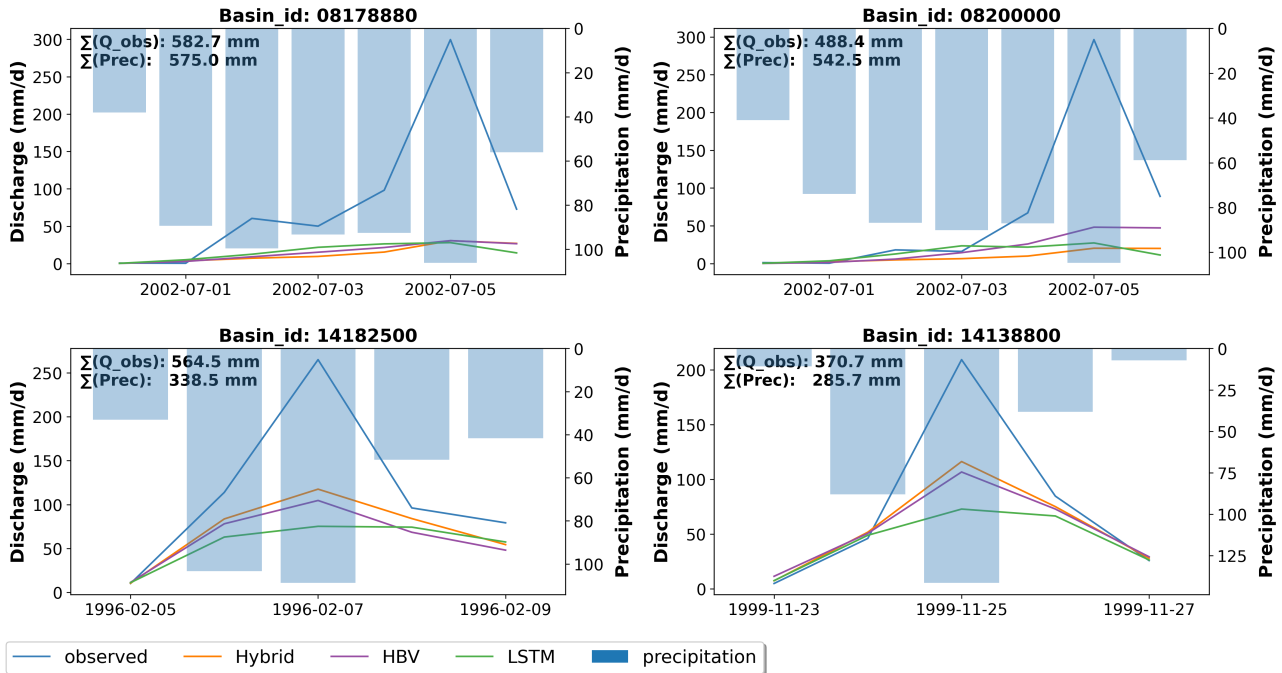 Basin_id: 08178880
∑(Q_obs): 582.7 mm
∑(Prec): 575.0 mm
Discharge (mm/d)
300
250
200
150
100
50
0
Precipitation (mm/d)
0
20
40
60
80
100
2002-07-01 2002-07-03 2002-07-05
Basin_id: 08200000
∑(Q_obs): 488.4 mm
∑(Prec): 542.5 mm
Discharge (mm/d)
300
250
200
150
100
50
0
Precipitation (mm/d)
0
20
40
60
80
100
2002-07-01 2002-07-03 2002-07-05
Basin_id: 14182500
∑(Q_obs): 564.5 mm
∑(Prec): 338.5 mm
Discharge (mm/d)
250
200
150
100
50
0
Precipitation (mm/d)
0
20
40
60
80
100
1996-02-05 1996-02-07 1996-02-09
Basin_id: 14138800
∑(Q_obs): 370.7 mm
∑(Prec): 285.7 mm
Discharge (mm/d)
200
150
100
50
0
Precipitation (mm/d)
0
25
50
75
100
125
1999-11-23 1999-11-25 1999-11-27
observed Hybrid HBV LSTM precipitation